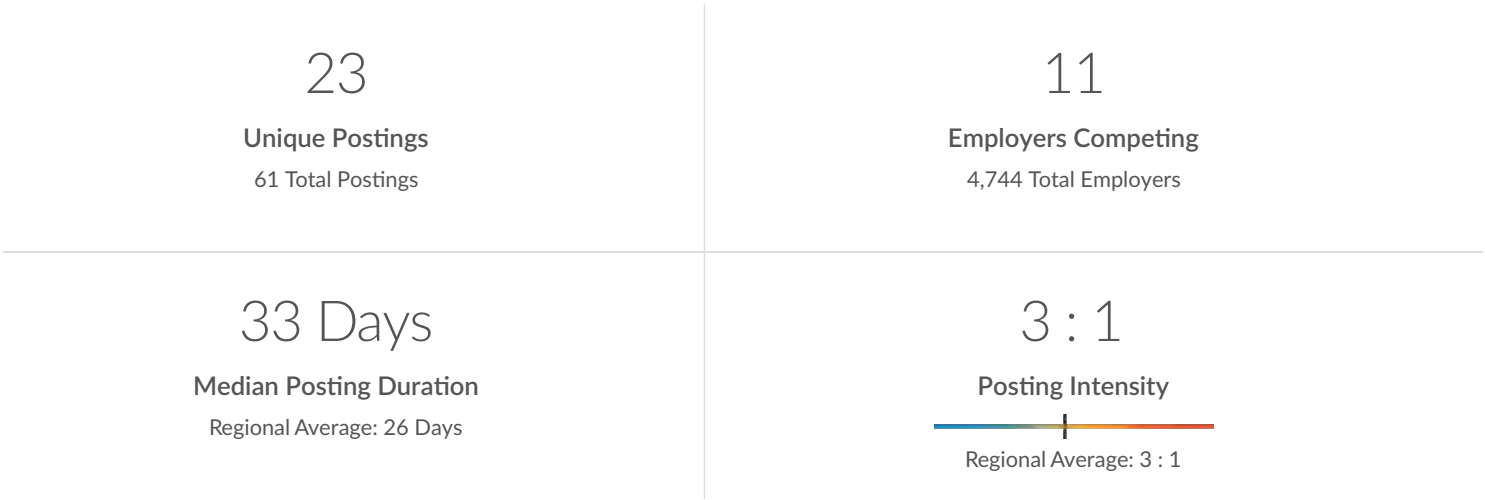 23
Unique Postings
61 Total Postings
11
Employers Competing
4,744 Total Employers
33 Days
Median Posting Duration
Regional Average: 26 Days
3 : 1
Posting Intensity
Regional Average: 3 : 1